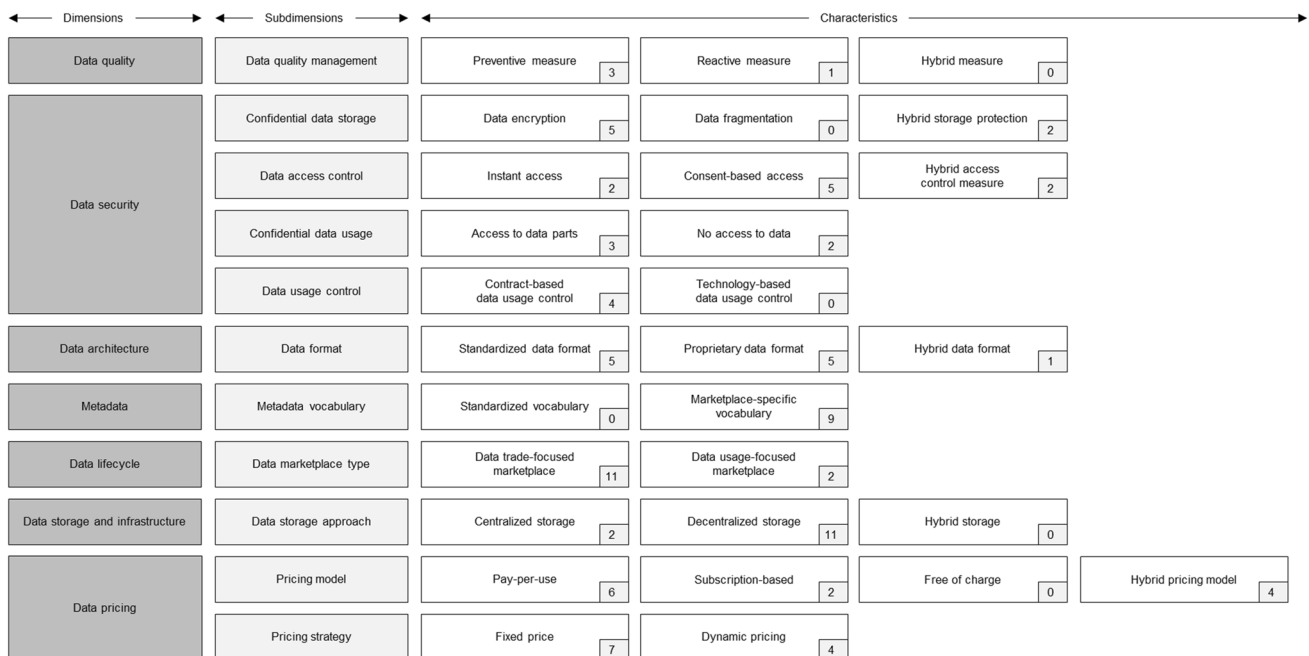 Dimensions
Subdimensions
Characteristics
Data quality
Data quality management
Preventive measure
3
Reactive measure
1
Hybrid measure
0
Data security
Confidential data storage
Data encryption
5
Data fragmentation
0
Hybrid storage protection
2
Data access control
Instant access
2
Consent-based access
5
Hybrid access
control measure
2
Confidential data usage
Access to data parts
3
No access to data
2
Data usage control
Contract-based
data usage control
4
Technology-based
data usage control
0
Data architecture
Data format
Standardized data format
5
Proprietary data format
5
Hybrid data format
1
Metadata
Metadata vocabulary
Standardized vocabulary
0
Marketplace-specific
vocabulary
9
Data lifecycle
Data marketplace type
Data trade-focused
marketplace
11
Data usage-focused
marketplace
2
Data storage and infrastructure
Data storage approach
Centralized storage
2
Decentralized storage
11
Hybrid storage
0
Data pricing
Pricing model
Pay-per-use
6
Subscription-based
2
Free of charge
0
Hybrid pricing model
4
Pricing strategy
Fixed price
7
Dynamic pricing
4